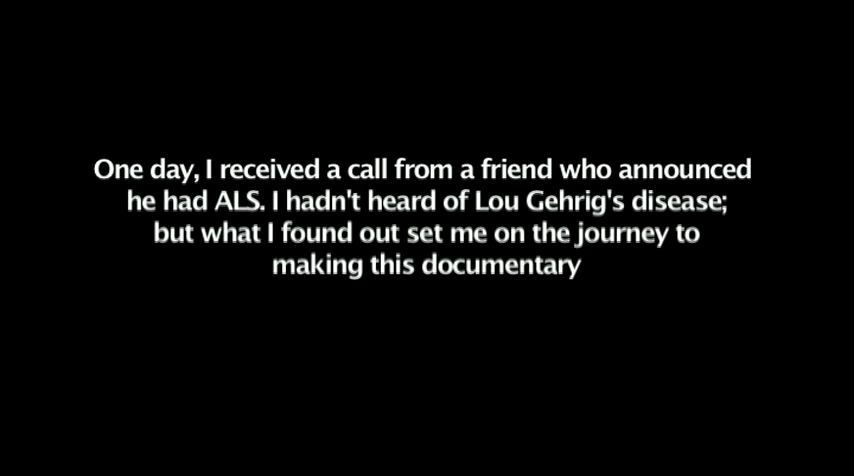 One day, I received a call from a friend who announced
he had ALS. I hadn't heard of Lou Gehrig's disease;
but what I found out set me on the journey to
making this documentary